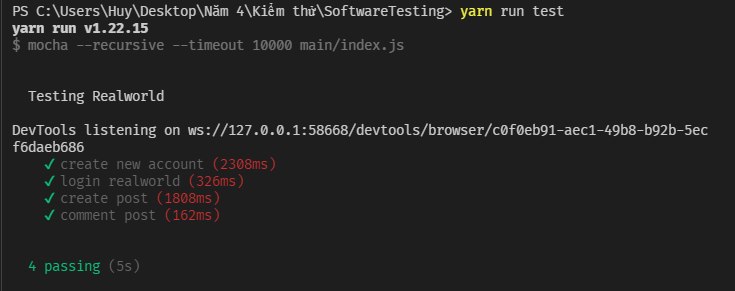 PS C:\Users\Huy\Desktop\Năm 4\Kiểm thử\SoftwareTesting> yarn run test
yarn run v1.22.15
$ mocha --recursive --timeout 10000 main/index.js
Testing Realworld
DevTools listening on ws://127.0.0.1:58668/devtools/browser/c0f0eb91-aec1-49b8-b92b-5ec
f6daeb686
✓ create new account (2308ms)
✓ login realworld (326ms)
✓ create post (1808ms)
✓ comment post (162ms)
4 passing (5s)